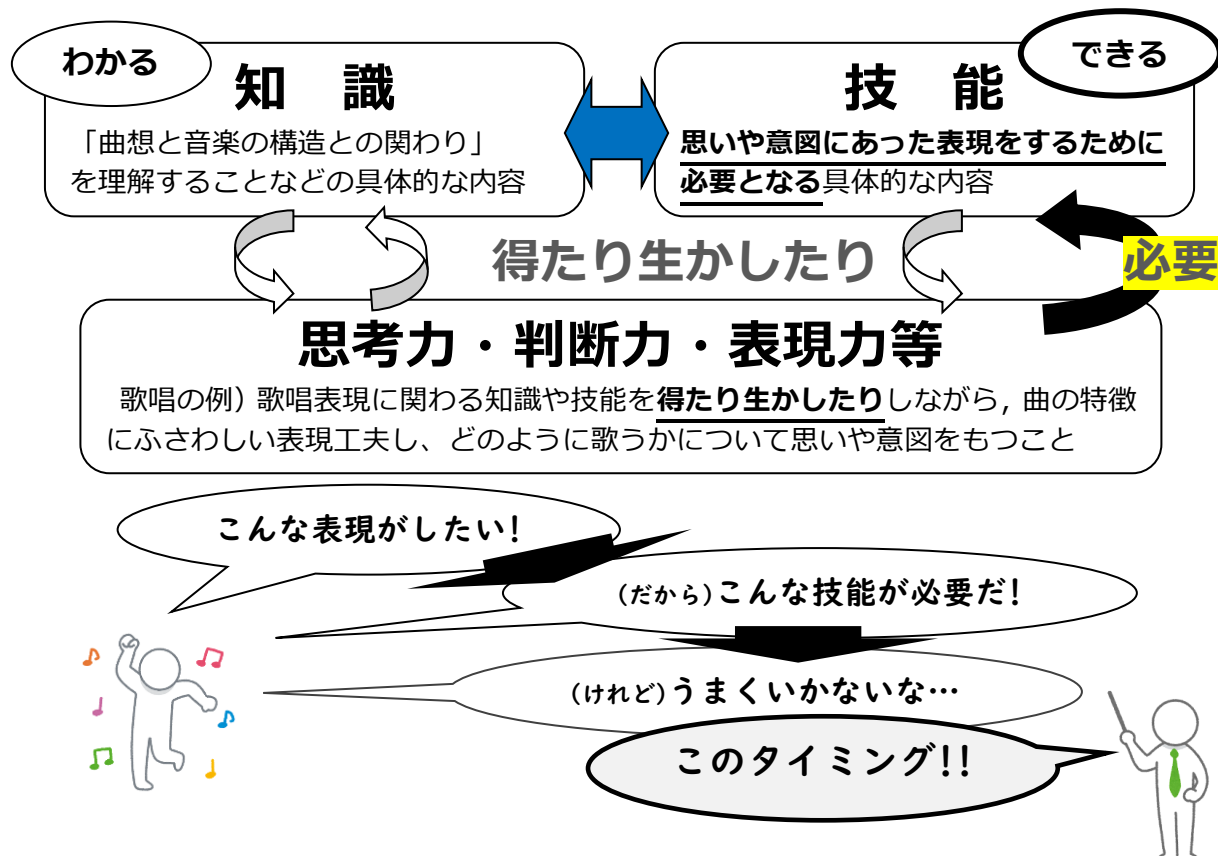 わかる
知　識
「曲想と音楽の構造との関わり」
を理解することなどの具体的な内容
できる
技　能
思いや意図にあった表現をするために
必要となる具体的な内容
得たり生かしたり
必要
思考力・判断力・表現力等
歌唱の例）歌唱表現に関わる知識や技能を得たり生かしたりしながら，曲の特徴
にふさわしい表現工夫し、どのように歌うかについて思いや意図をもつこと
こんな表現がしたい！
（だから）こんな技能が必要だ！
（けれど）うまくいかないな…
このタイミング！！